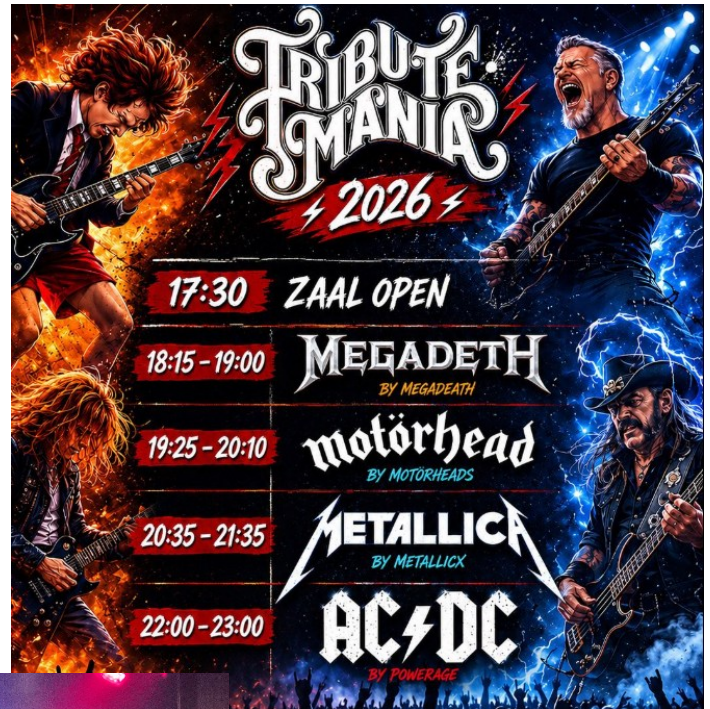 TRIBUTE
MANIA
2026
17:30 ZAAL OPEN
18:15 - 19:00 MEGADETH
BY MEGADEATH
19:25 - 20:10 motörhead
BY MOTÖRHEADS
20:35 - 21:35 METALLICA
BY METALLICX
22:00 - 23:00 AC⚡DC
BY POWERAGE